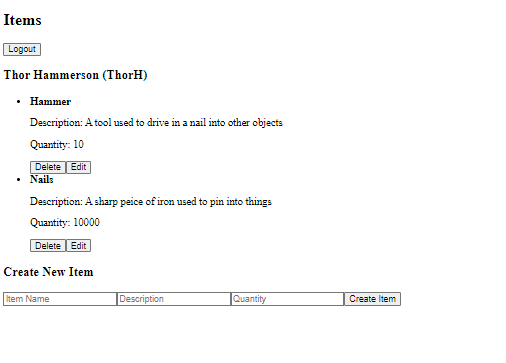 Items
Logout
Thor Hammerson (ThorH)
Hammer
Description: A tool used to drive in a nail into other objects
Quantity: 10
Delete Edit
Nails
Description: A sharp peice of iron used to pin into things
Quantity: 10000
Delete Edit
Create New Item
Item Name Description Quantity Create Item